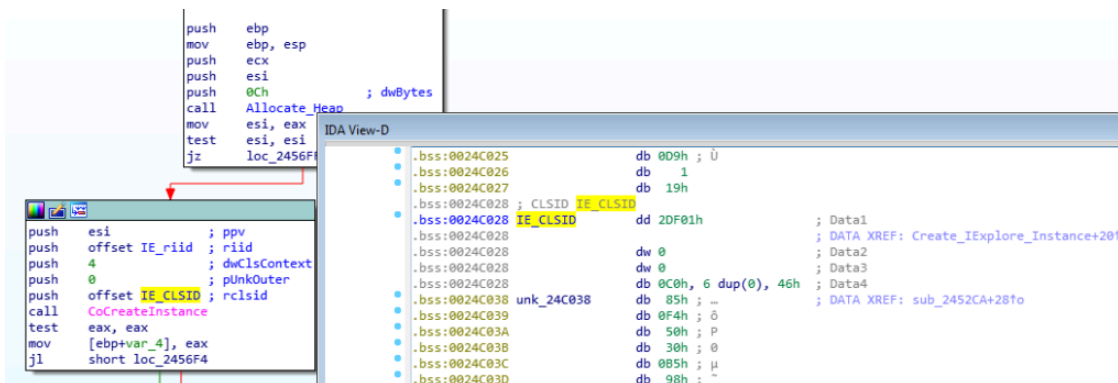 push ebp
mov ebp, esp
push ecx
push esi
push 0Ch ; dwBytes
call Allocate_Heap
mov esi, eax
test esi, esi
jz
push esi ; ppv
push offset IE_riid ; riid
push 4 ; dwClsContext
push 0 ; pUnkOuter
push offset IE_CLSID ; rclsid
call CoCreateInstance
test eax, eax
mov [ebp+var_4], eax
jl short loc_2456F4
IDA View-D
.bss:0024C025 db 0D9h ; Ù
.bss:0024C026 db 1
.bss:0024C027 db 19h
.bss:0024C028 ; CLSID IE_CLSID
.bss:0024C028 IE_CLSID dd 2DF01h ; Data1
.bss:0024C028 ; DATA XREF: Create_IExplore_Instance+20↑
.bss:0024C028 dw 0 ; Data2
.bss:0024C028 dw 0 ; Data3
.bss:0024C028 db 0C0h, 6 dup(0), 46h ; Data4
.bss:0024C038 unk_24C038 db 85h ; … ; DATA XREF: sub_2452CA+28↑o
.bss:0024C039 db 0F4h ; ô
.bss:0024C03A db 50h ; P
.bss:0024C03B db 30h ; 0
.bss:0024C03C db 0B5h ; µ
.bss:0024C03D db 98h ; ˜